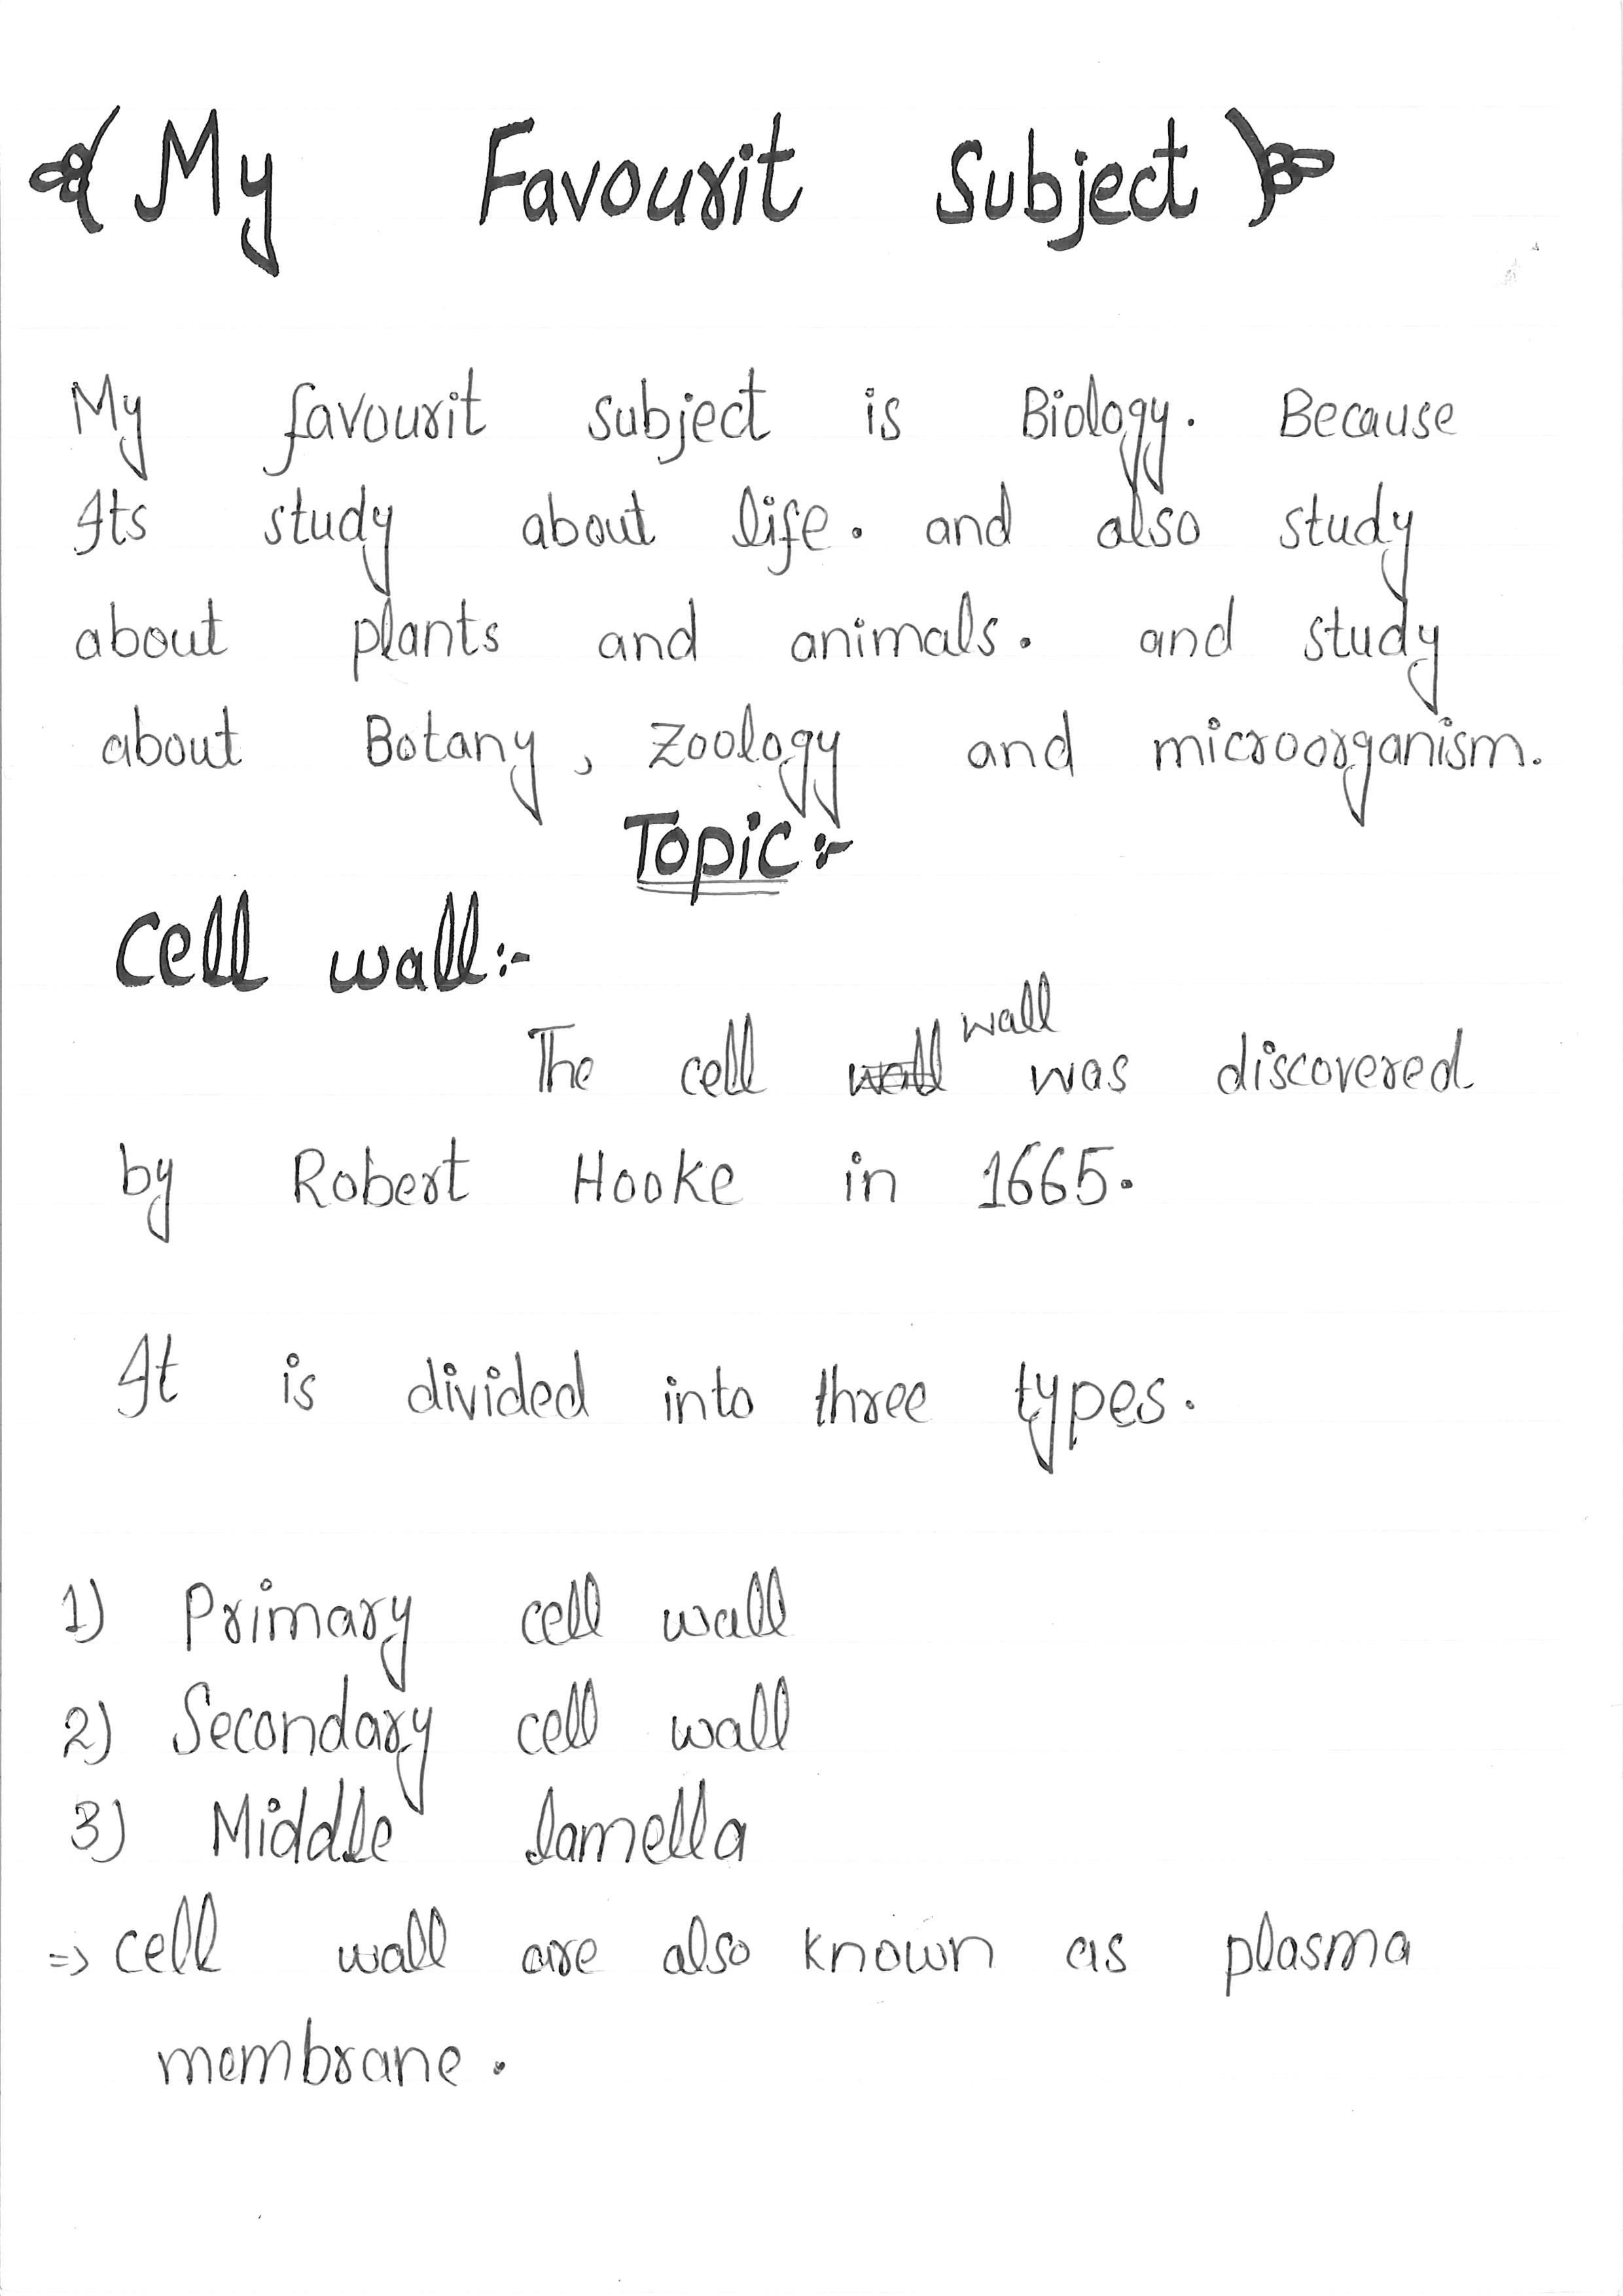 My Favourit Subject
My favourit subject is Biology. Because
Its study about life. and also study
about plants and animals. and study
about Botany, Zoology and microorganism.
Topic:-
Cell wall:-
The cell wall was discovered
by Robert Hooke in 1665.
It is divided into three types.
1) Primary cell wall
2) Secondary cell wall
3) Middle lamella
=> cell wall are also known as plasma
membrane.